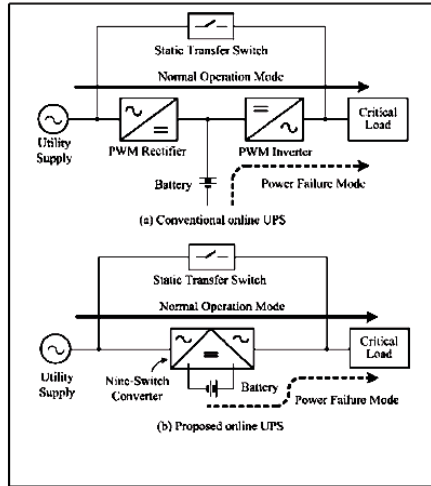 Static Transfer Switch
Normal Operation Mode
Utility
Supply
PWM Rectifier
PWM Inverter
Critical
Load
Battery
Power Failure Mode
(a) Conventional online UPS
Static Transfer Switch
Normal Operation Mode
Utility
Supply
Nine-Switch
Converter
Battery
Critical
Load
Power Failure Mode
(b) Proposed online UPS